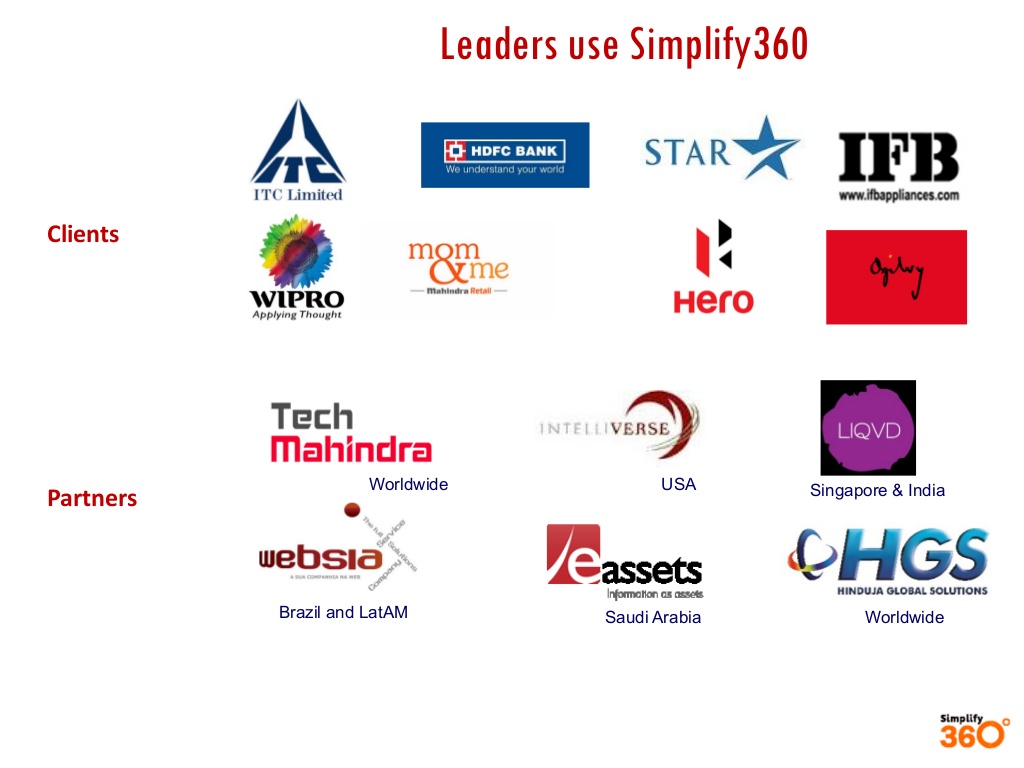 Leaders use Simplify360
ITC
ITC Limited
HDFC BANK
We understand your world
STAR
IFB
www.ifbappliances.com
Clients
WIPRO
Applying Thought
mom
&me
Mahindra Retail
Hero
Ogilvy
Tech
Mahindra
Worldwide
INTELLIVERSE
USA
LIQVD
Singapore & India
Partners
websia
A SUA COMPANHIA NA WEB
The full Service
Solutions
Company
Brazil and LatAM
eassets
Information as assets
Saudi Arabia
HGS
HINDUJA GLOBAL SOLUTIONS
Worldwide
Simplify
360°